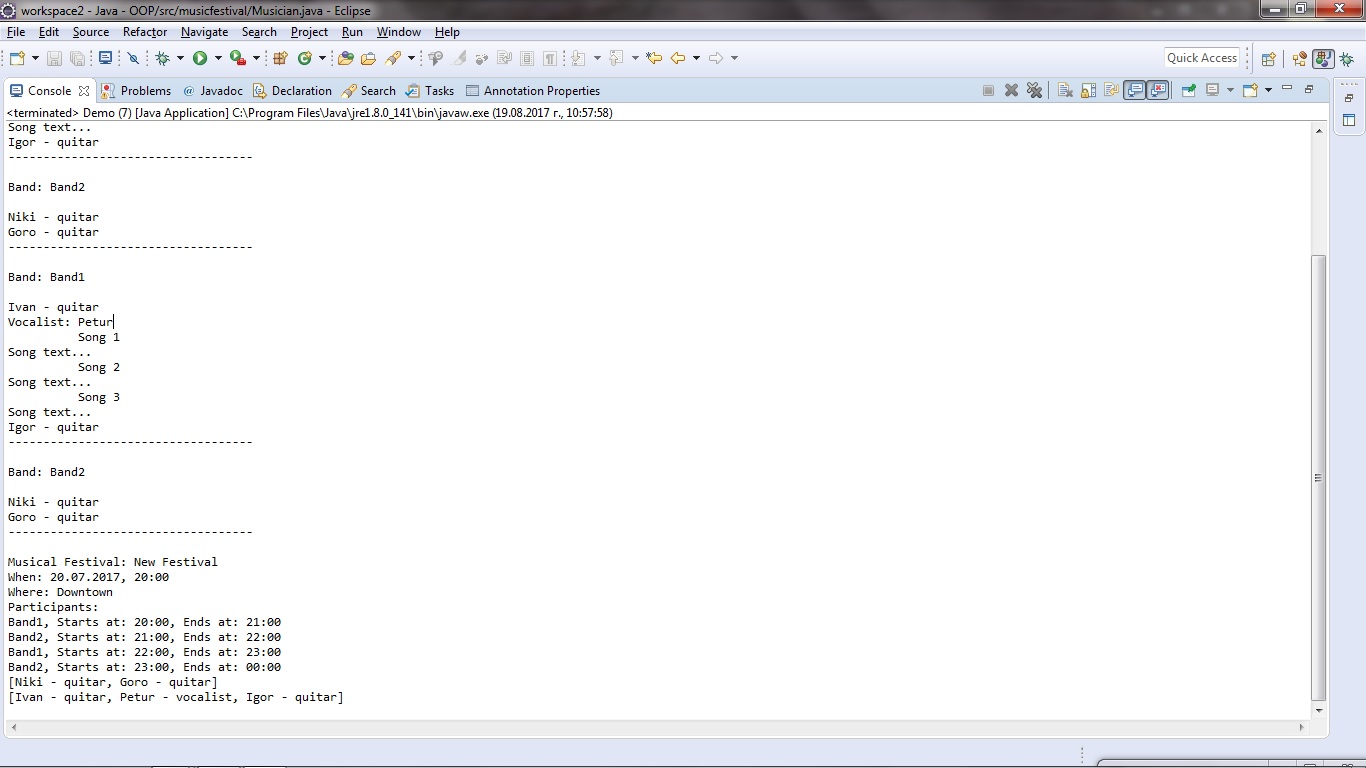 workspace2 - Java - OOP/src/musicfestival/Musician.java - Eclipse
File Edit Source Refactor Navigate Search Project Run Window Help
Quick Access
Console Problems @ Javadoc Declaration Search Tasks Annotation Properties
<terminated> Demo (7) [Java Application] C:\Program Files\Java\jre1.8.0_141\bin\javaw.exe (19.08.2017 г., 10:57:58)
Song text...
Igor - quitar
-----------------------------------
Band: Band2
Niki - quitar
Goro - quitar
-----------------------------------
Band: Band1
Ivan - quitar
Vocalist: Petur
Song 1
Song text...
Song 2
Song text...
Song 3
Song text...
Igor - quitar
-----------------------------------
Band: Band2
Niki - quitar
Goro - quitar
-----------------------------------
Musical Festival: New Festival
When: 20.07.2017, 20:00
Where: Downtown
Participants:
Band1, Starts at: 20:00, Ends at: 21:00
Band2, Starts at: 21:00, Ends at: 22:00
Band1, Starts at: 22:00, Ends at: 23:00
Band2, Starts at: 23:00, Ends at: 00:00
[Niki - quitar, Goro - quitar]
[Ivan - quitar, Petur - vocalist, Igor - quitar]